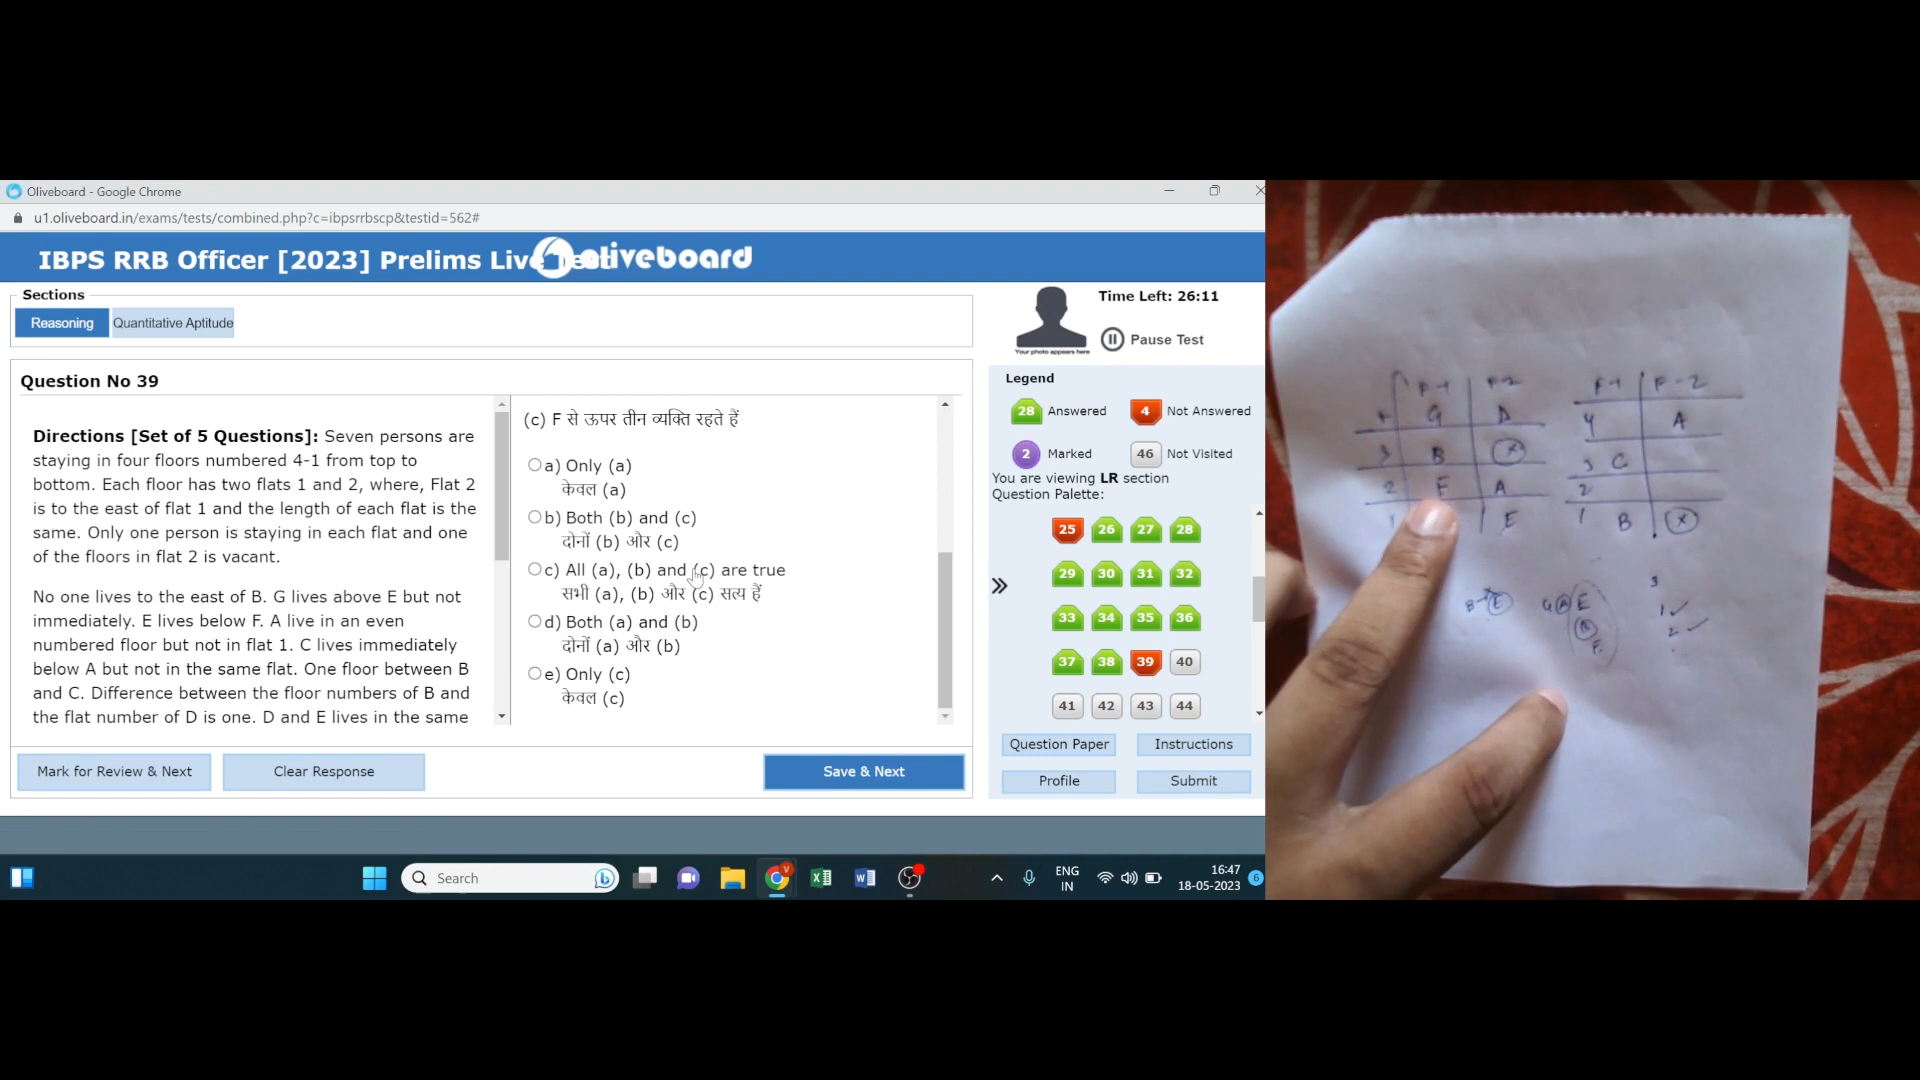 Oliveboard - Google Chrome
u1.oliveboard.in/exams/tests/combined.php?c=ibpsrrbscp&testid=562#
IBPS RRB Officer [2023] Prelims Live
oliveboard
Sections
Reasoning
Quantitative Aptitude
Time Left: 26:11
Pause Test
Your photo appears here
Question No 39
Directions [Set of 5 Questions]: Seven persons are
staying in four floors numbered 4-1 from top to
bottom. Each floor has two flats 1 and 2, where, Flat 2
is to the east of flat 1 and the length of each flat is the
same. Only one person is staying in each flat and one
of the floors in flat 2 is vacant.
No one lives to the east of B. G lives above E but not
immediately. E lives below F. A live in an even
numbered floor but not in flat 1. C lives immediately
below A but not in the same flat. One floor between B
and C. Difference between the floor numbers of B and
the flat number of D is one. D and E lives in the same
(c) F से ऊपर तीन व्यक्ति रहते हैं
a) Only (a)
केवल (a)
b) Both (b) and (c)
दोनों (b) और (c)
c) All (a), (b) and (c) are true
सभी (a), (b) और (c) सत्य हैं
d) Both (a) and (b)
दोनों (a) और (b)
e) Only (c)
केवल (c)
Mark for Review & Next
Clear Response
Save & Next
Legend
28 Answered
4 Not Answered
2 Marked
46 Not Visited
You are viewing LR section
Question Palette:
25 26 27 28
29 30 31 32
33 34 35 36
37 38 39 40
41 42 43 44
Question Paper
Instructions
Profile
Submit
Search
ENG
IN
16:47
18-05-2023
6
F-1 F-2
4 G D
3 B X
2 F A
1 E
F-1 F-2
4 A
3 C
2
1 B X